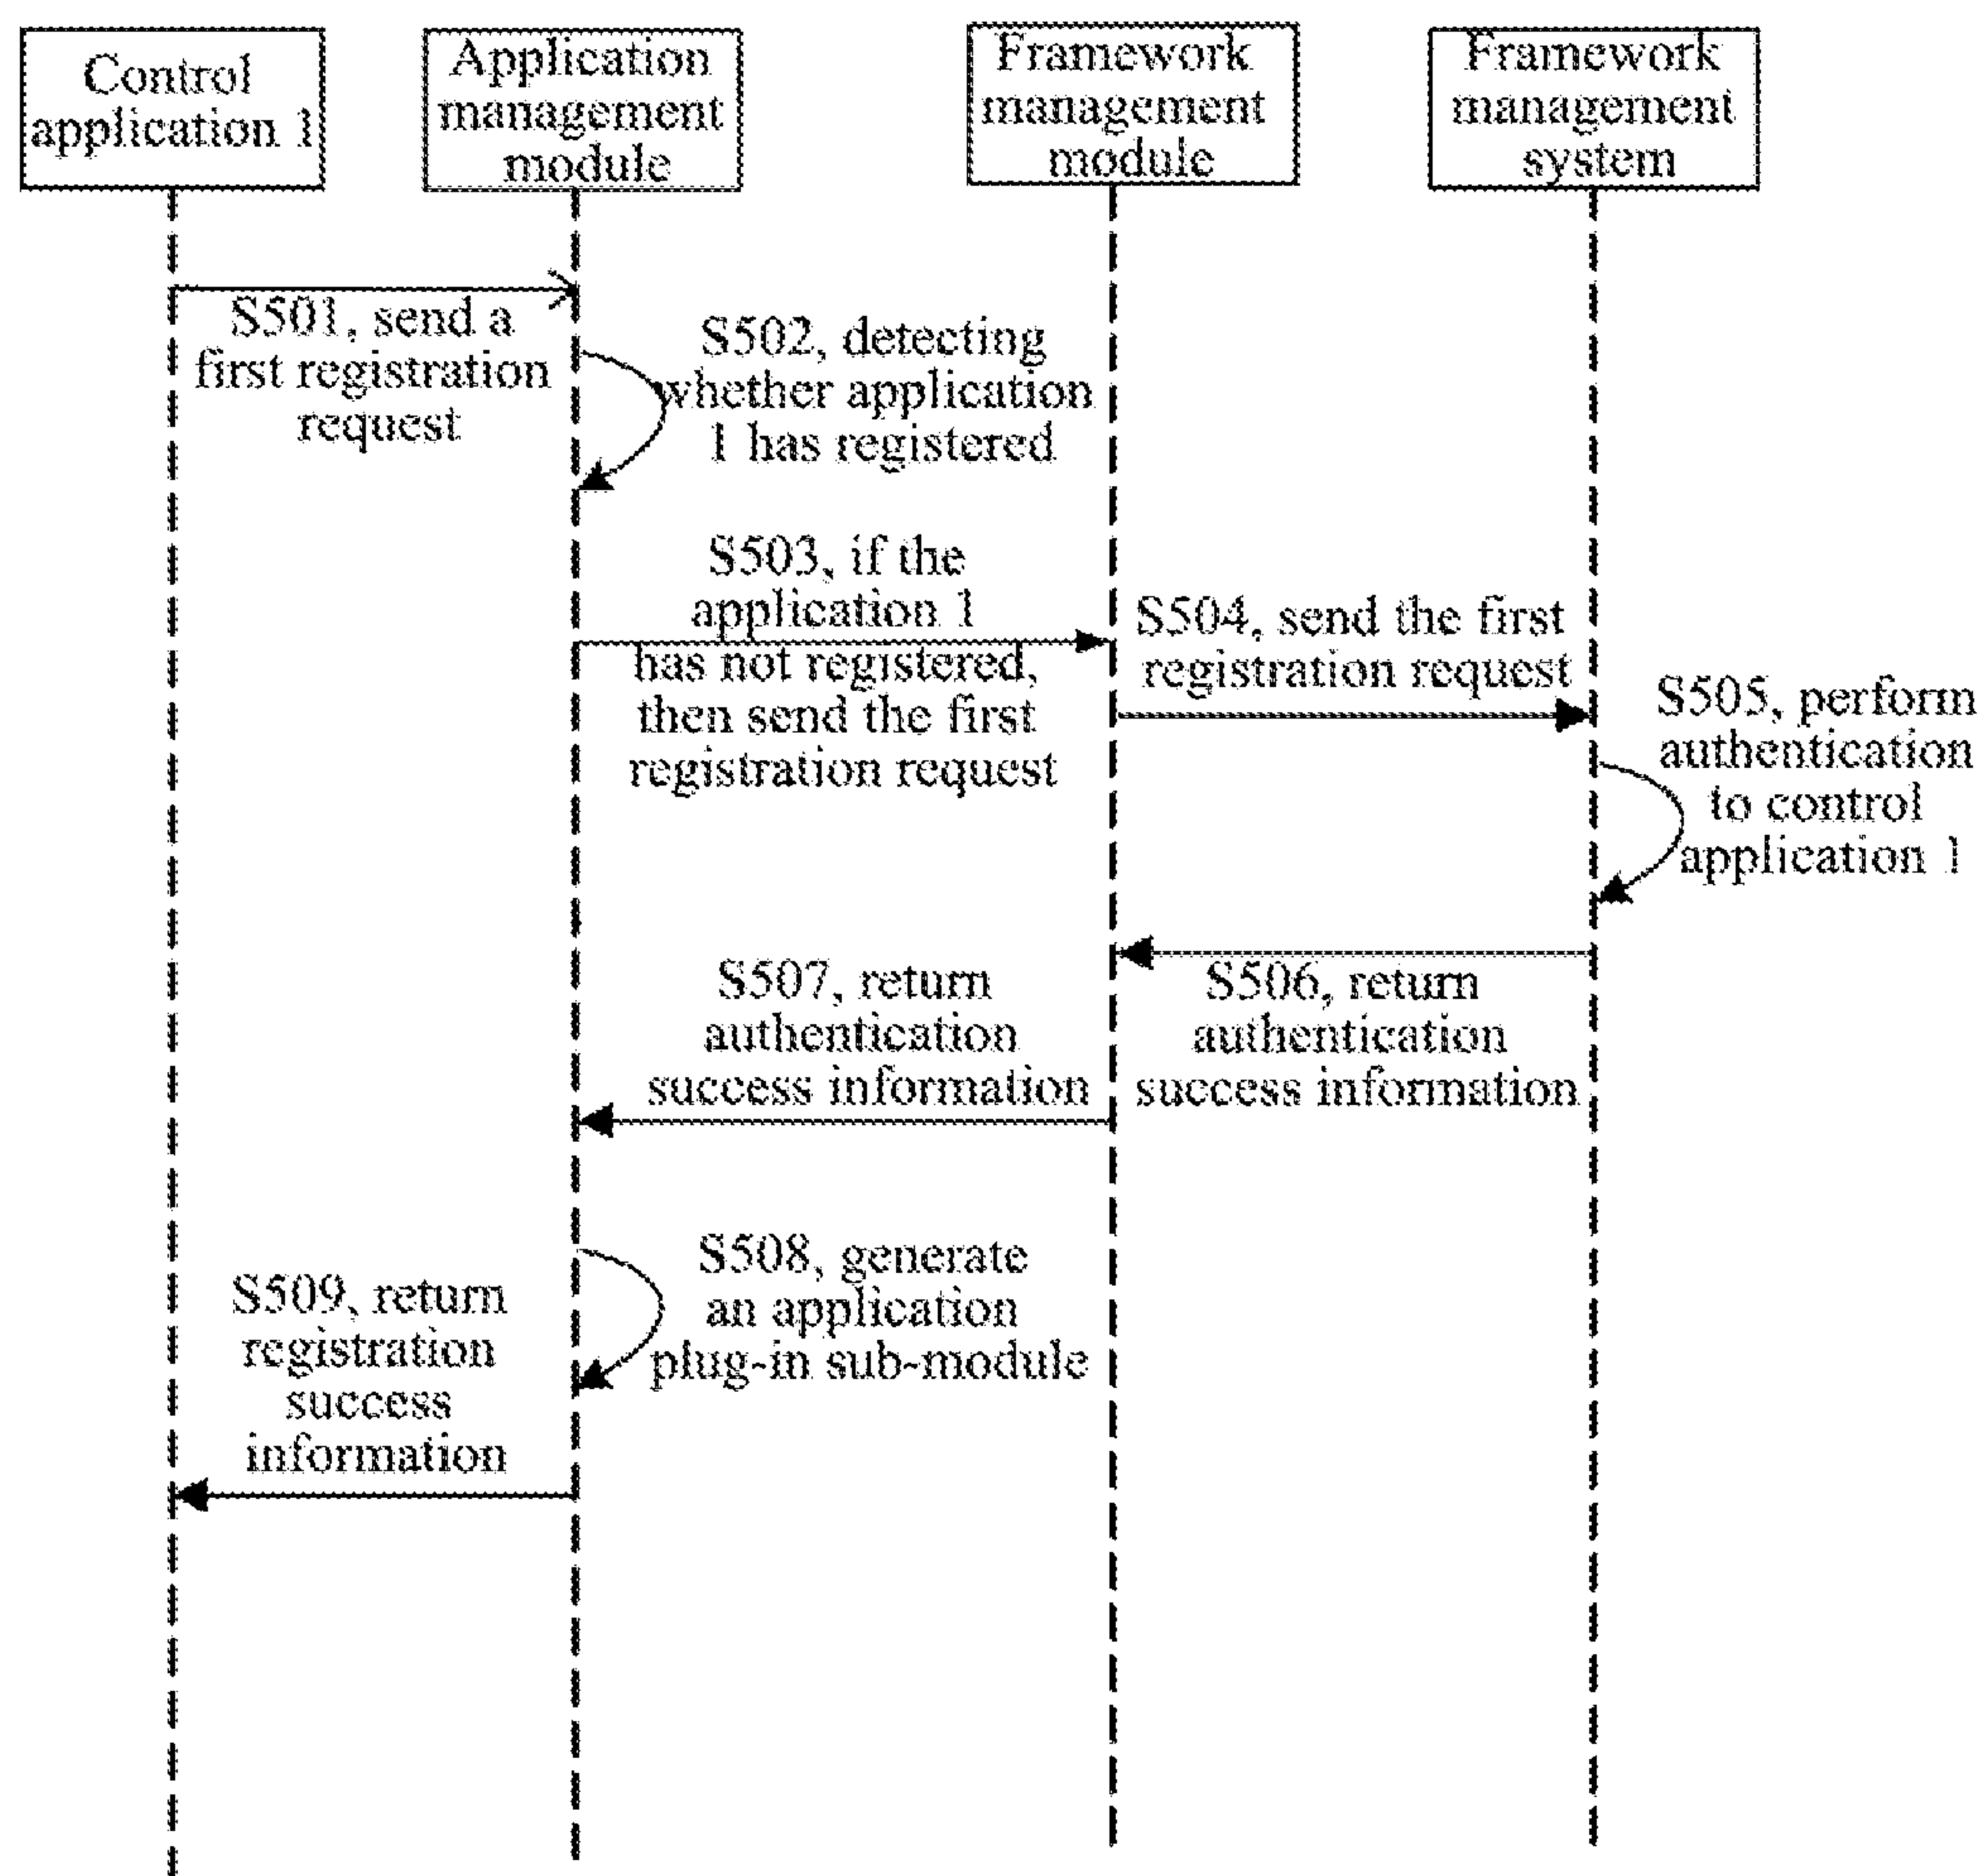 Control
application 1
Application
management
module
Framework
management
module
Framework
management
system
S501, send a
first registration
request
S502, detecting
whether application
1 has registered
S503, if the
application 1
has not registered,
then send the first
registration request
S504, send the first
registration request
S505, perform
authentication
to control
application 1
S506, return
authentication
success information
S507, return
authentication
success information
S508, generate
an application
plug-in sub-module
S509, return
registration
success
information